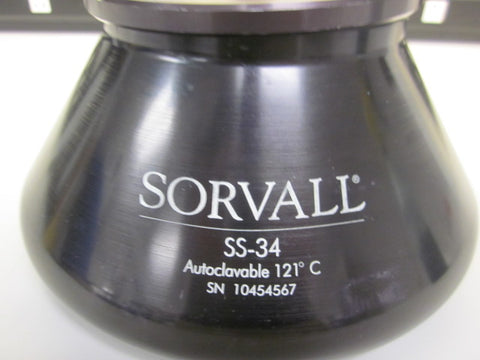 SORVALL®
SS-34
Autoclavable 121° C
SN 10454567